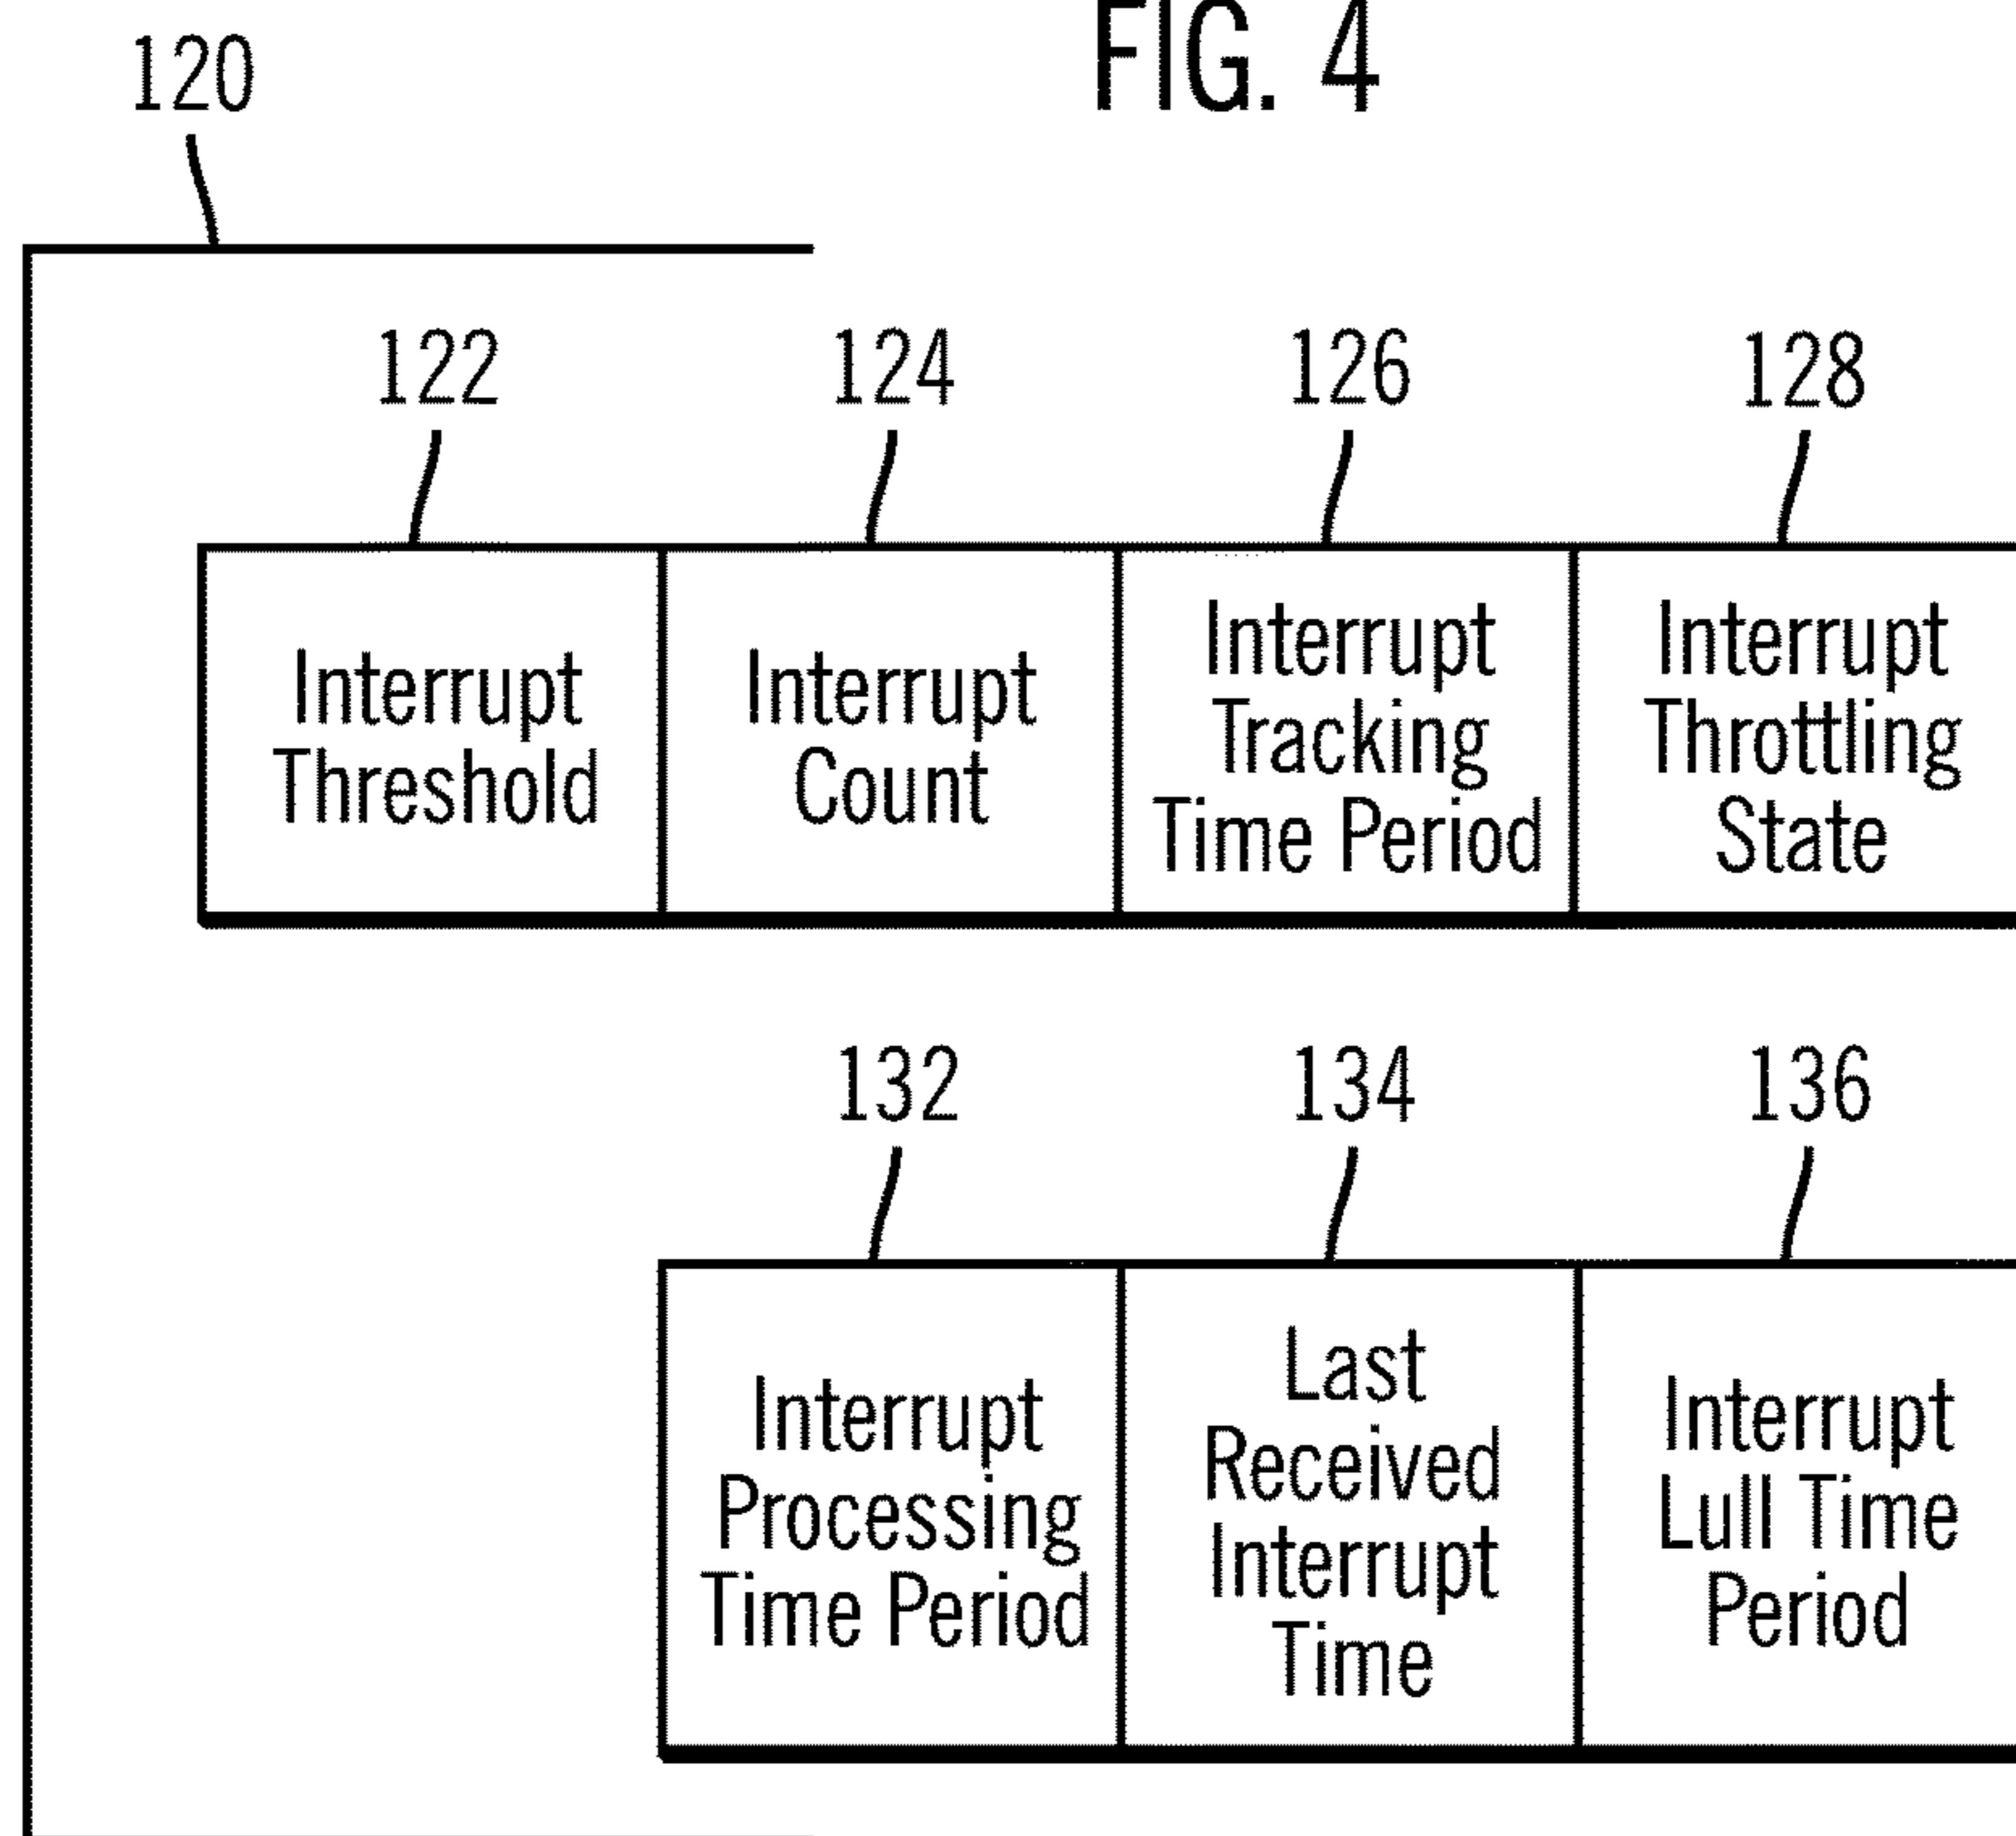 FIG. 4
120
122
124
126
128
Interrupt
Threshold
Interrupt
Count
Interrupt
Tracking
Time Period
Interrupt
Throttling
State
132
134
136
Interrupt
Processing
Time Period
Last
Received
Interrupt
Time
Interrupt
Lull Time
Period